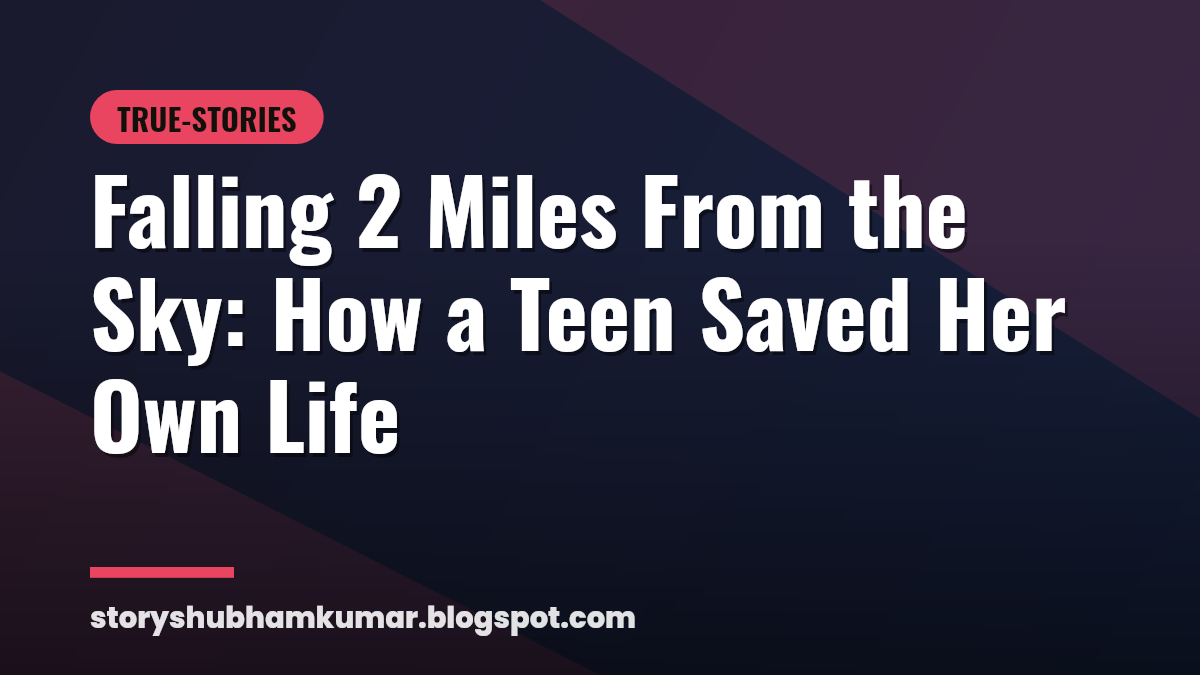 TRUE-STORIES
Falling 2 Miles From the
Sky: How a Teen Saved Her
Own Life
storyshubhamkumar.blogspot.com